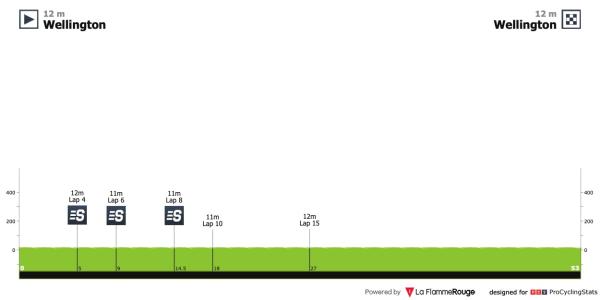 12 m
Wellington
12 m
Wellington
12m
Lap 4
11m
Lap 6
11m
Lap 8
11m
Lap 10
12m
Lap 15
400
200
0
400
200
0
S
S
S
0
5
9
14.5
18
27
53
Powered by La FlammeRouge designed for PCS ProCyclingStats